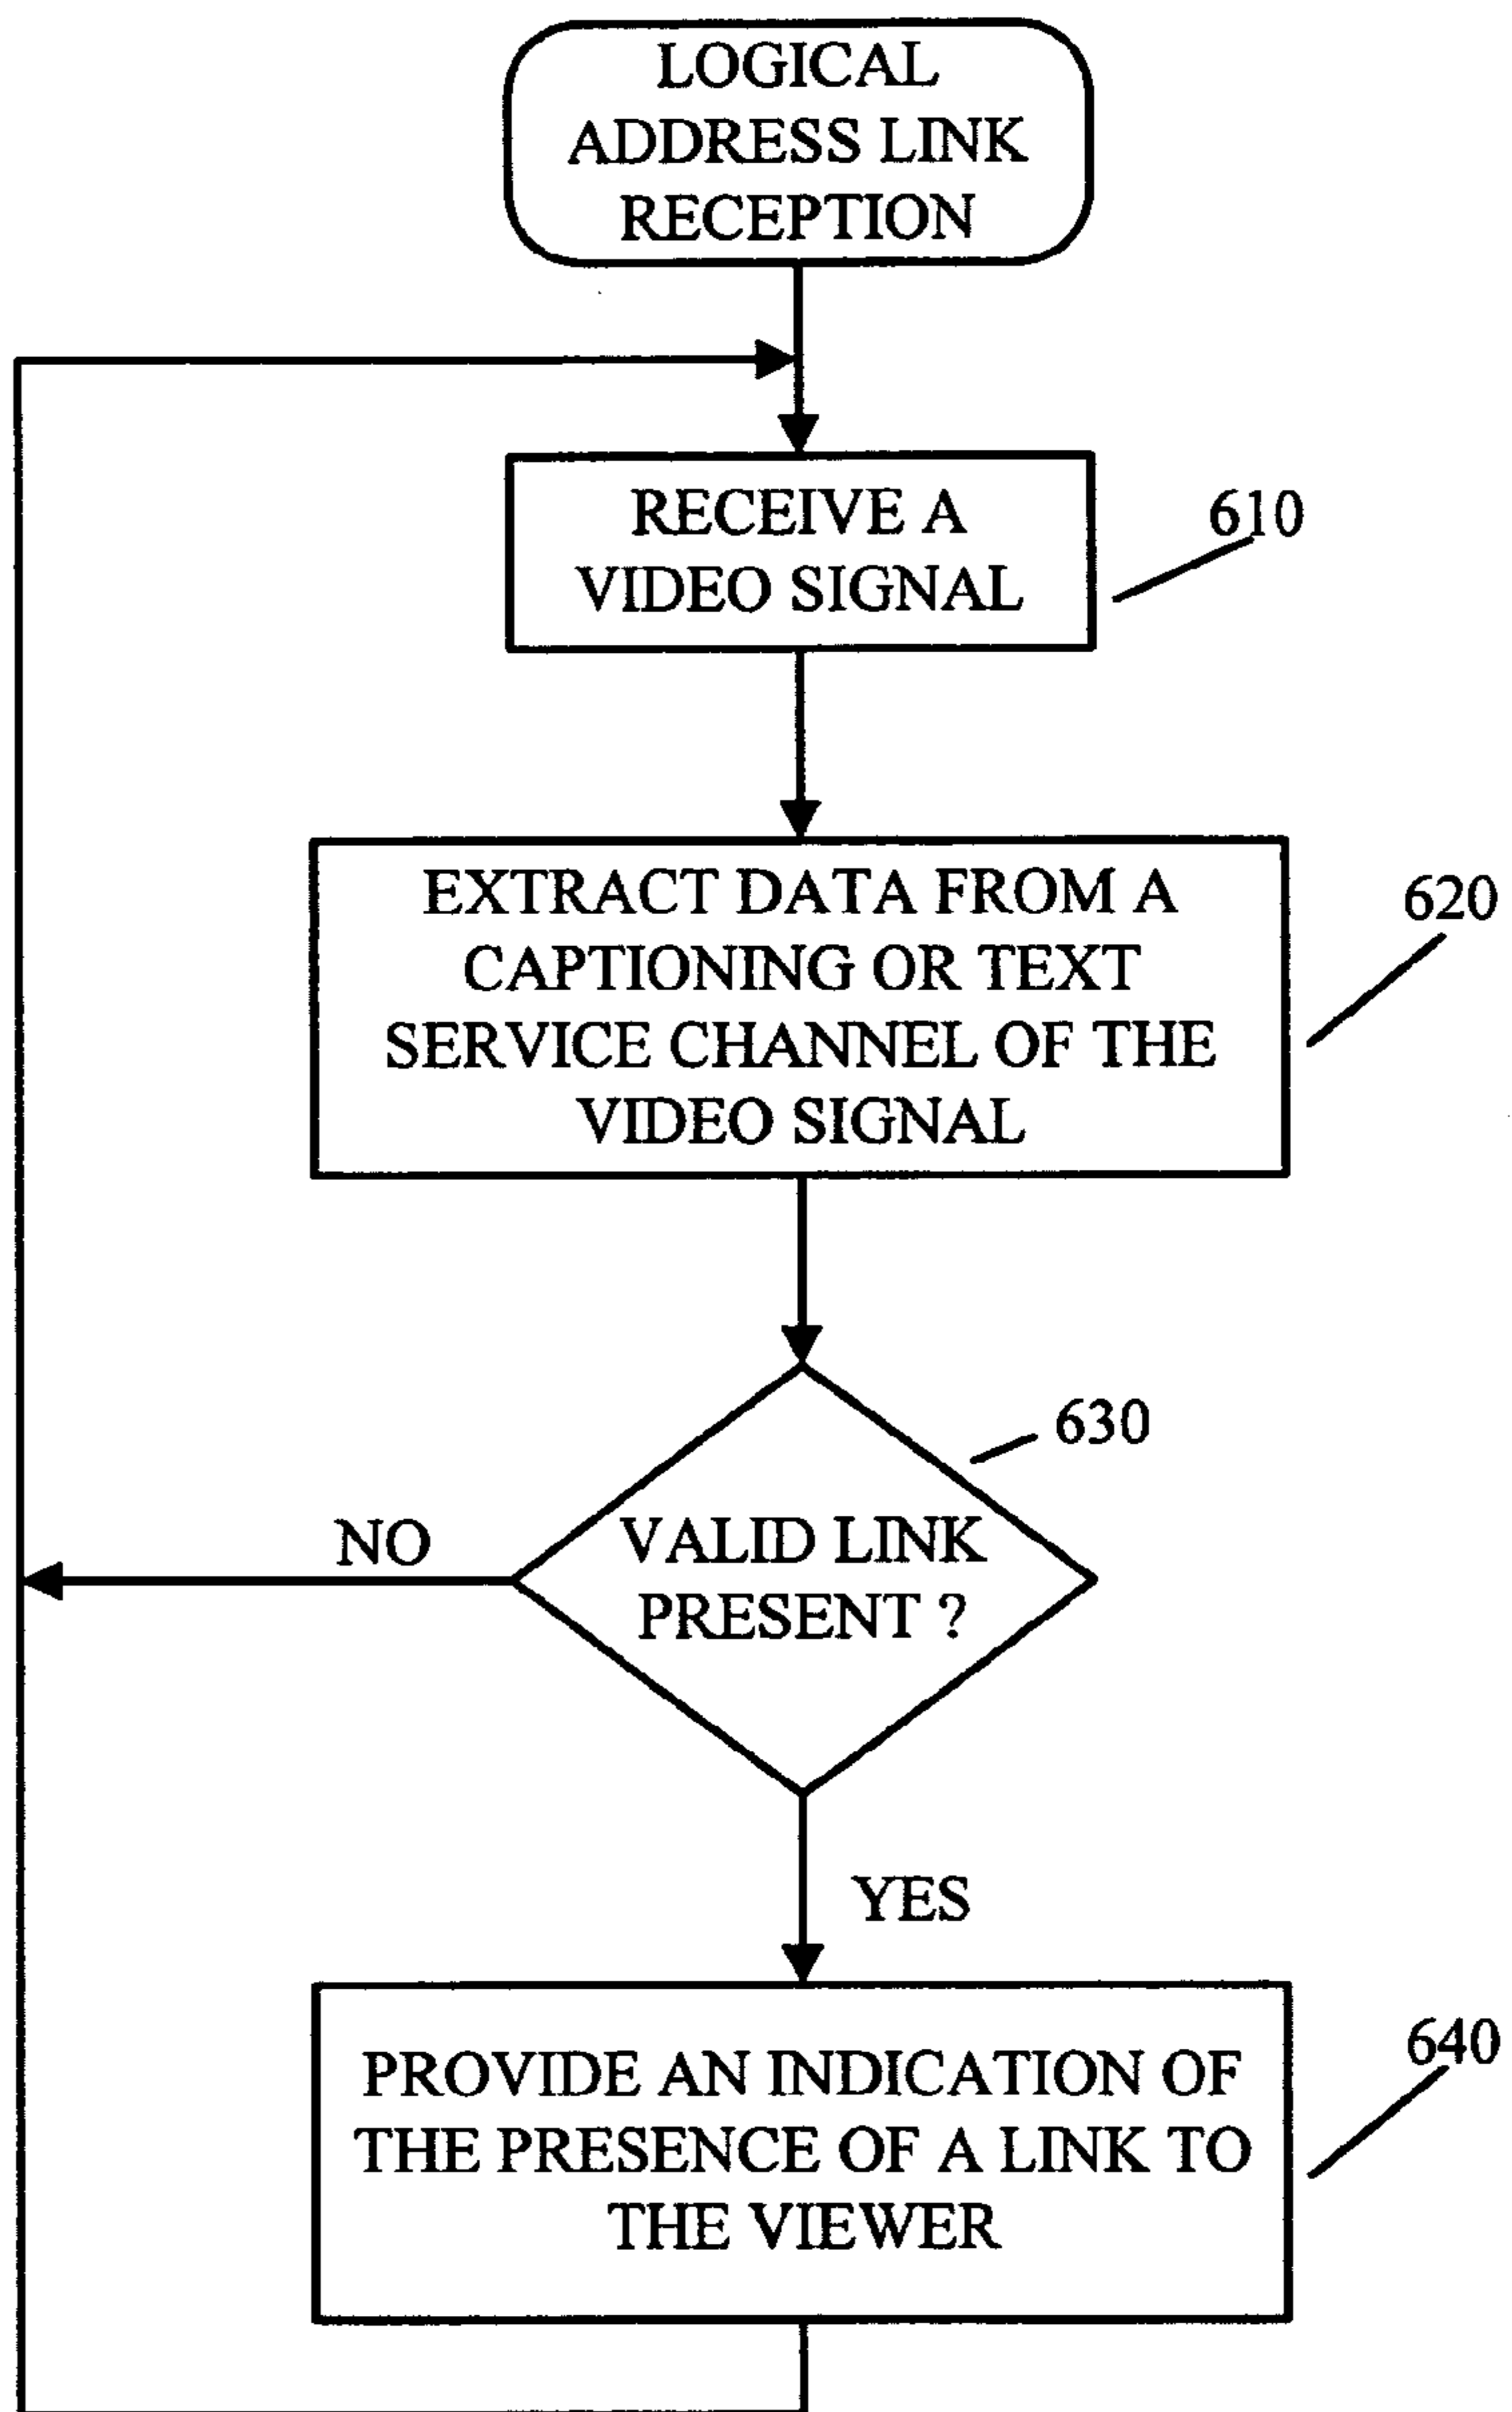 LOGICAL
ADDRESS LINK
RECEPTION
RECEIVE A
VIDEO SIGNAL
610
EXTRACT DATA FROM A
CAPTIONING OR TEXT
SERVICE CHANNEL OF THE
VIDEO SIGNAL
620
630
VALID LINK
PRESENT ?
NO
YES
PROVIDE AN INDICATION OF
THE PRESENCE OF A LINK TO
THE VIEWER
640